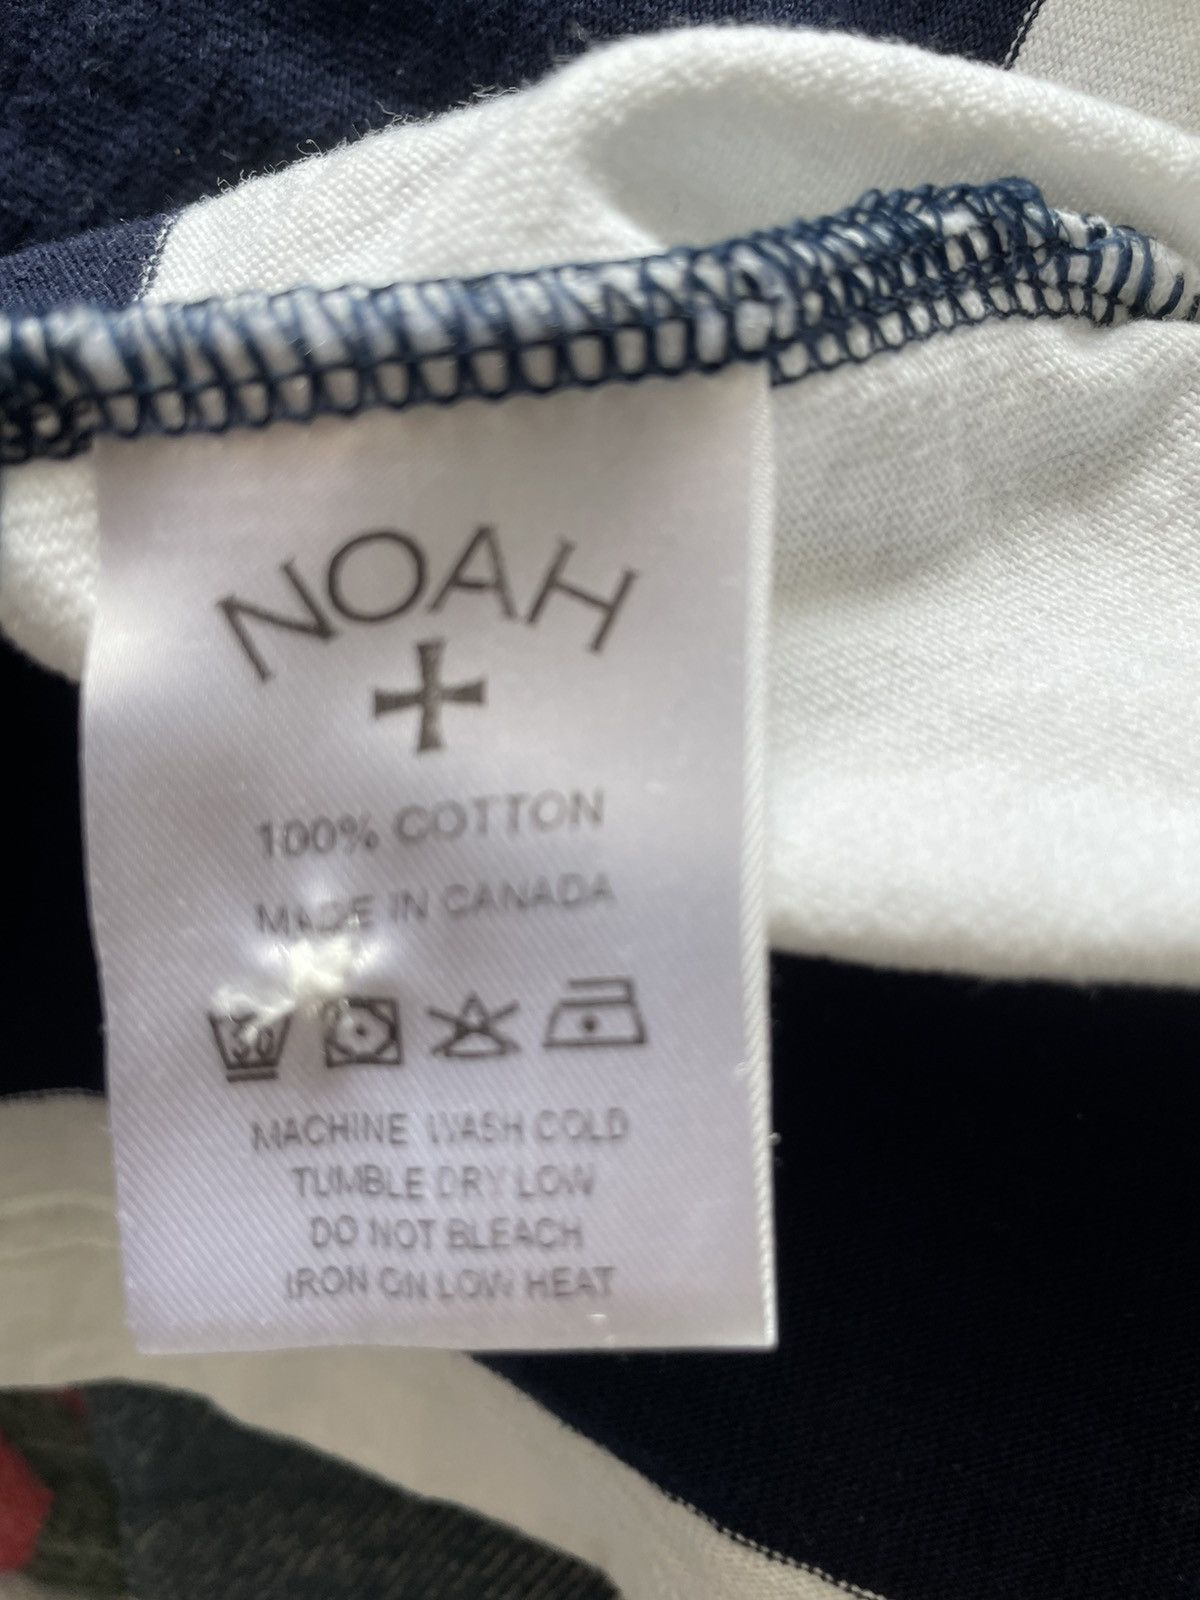 NOAH
100% COTTON
MADE IN CANADA
30
MACHINE WASH COLD
TUMBLE DRY LOW
DO NOT BLEACH
IRON ON LOW HEAT